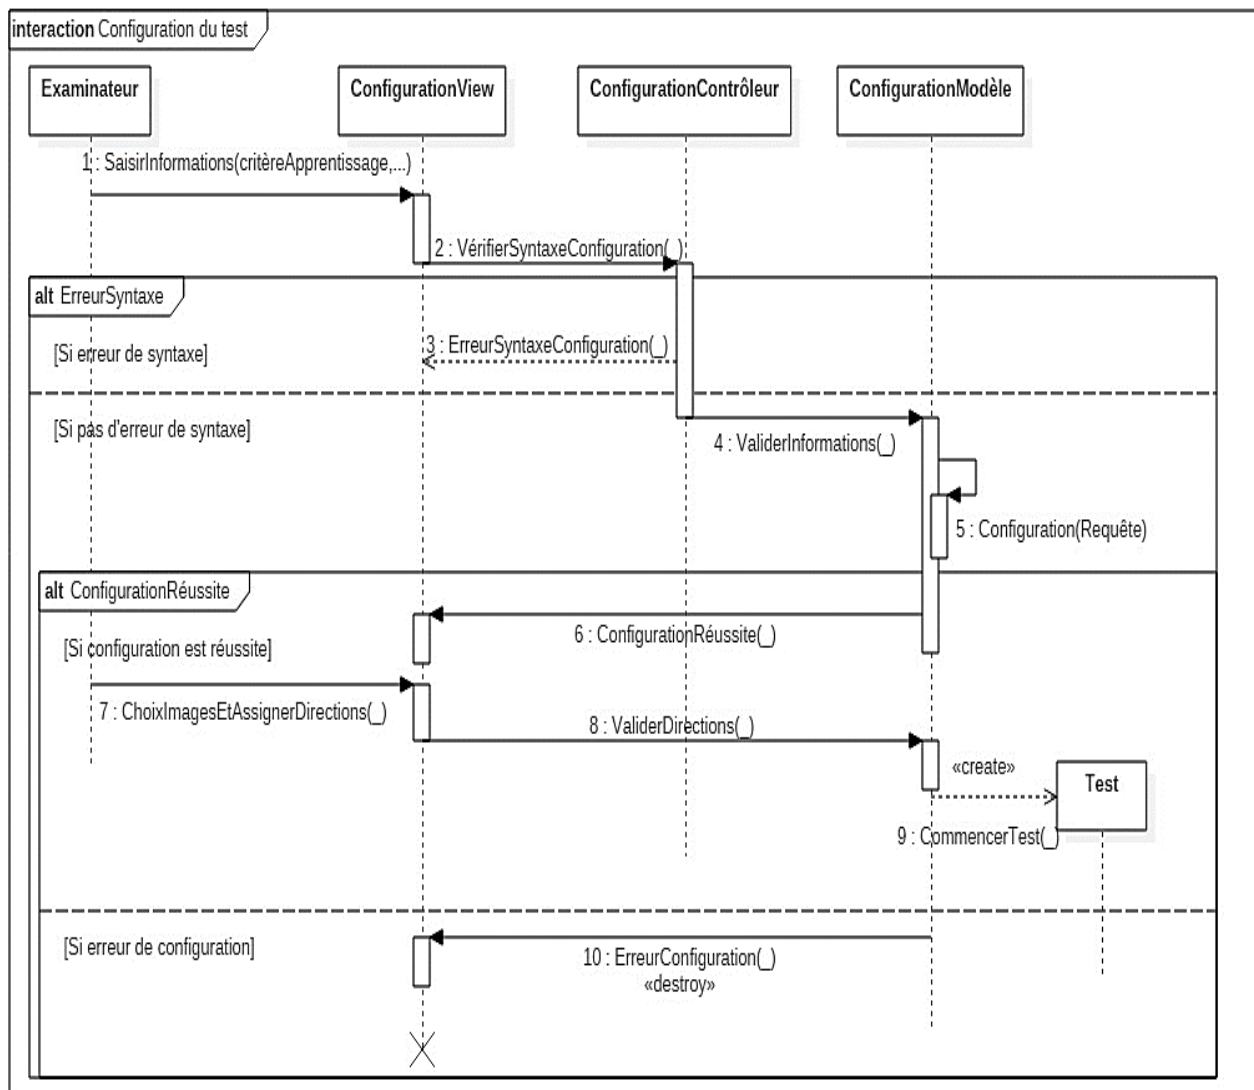 interaction Configuration du test
Examinateur
ConfigurationView
ConfigurationContrôleur
ConfigurationModèle
1 : SaisirInformations(critèreApprentissage,...)
2 : VérifierSyntaxeConfiguration(_)
alt ErreurSyntaxe
3 : ErreurSyntaxeConfiguration(_)
[Si erreur de syntaxe]
[Si pas d'erreur de syntaxe]
4 : ValiderInformations(_)
5 : Configuration(Requête)
alt ConfigurationRéussite
6 : ConfigurationRéussite(_)
[Si configuration est réussite]
7 : ChoixImagesEtAssignerDirections(_)
8 : ValiderDirections(_)
«create»
Test
9 : CommencerTest(_)
[Si erreur de configuration]
10 : ErreurConfiguration(_)
«destroy»